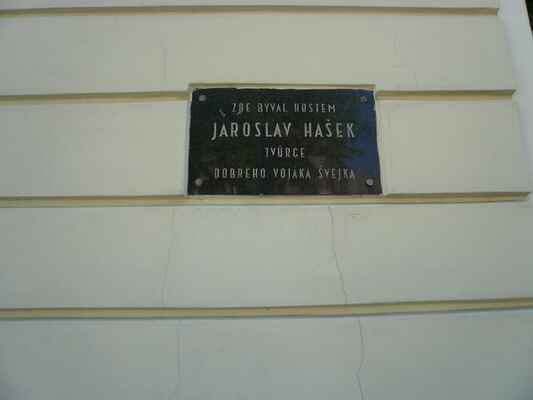 ZDE BÝVAL HOSTEM
JAROSLAV HAŠEK
TVŮRCE
DOBRÉHO VOJÁKA ŠVEJKA